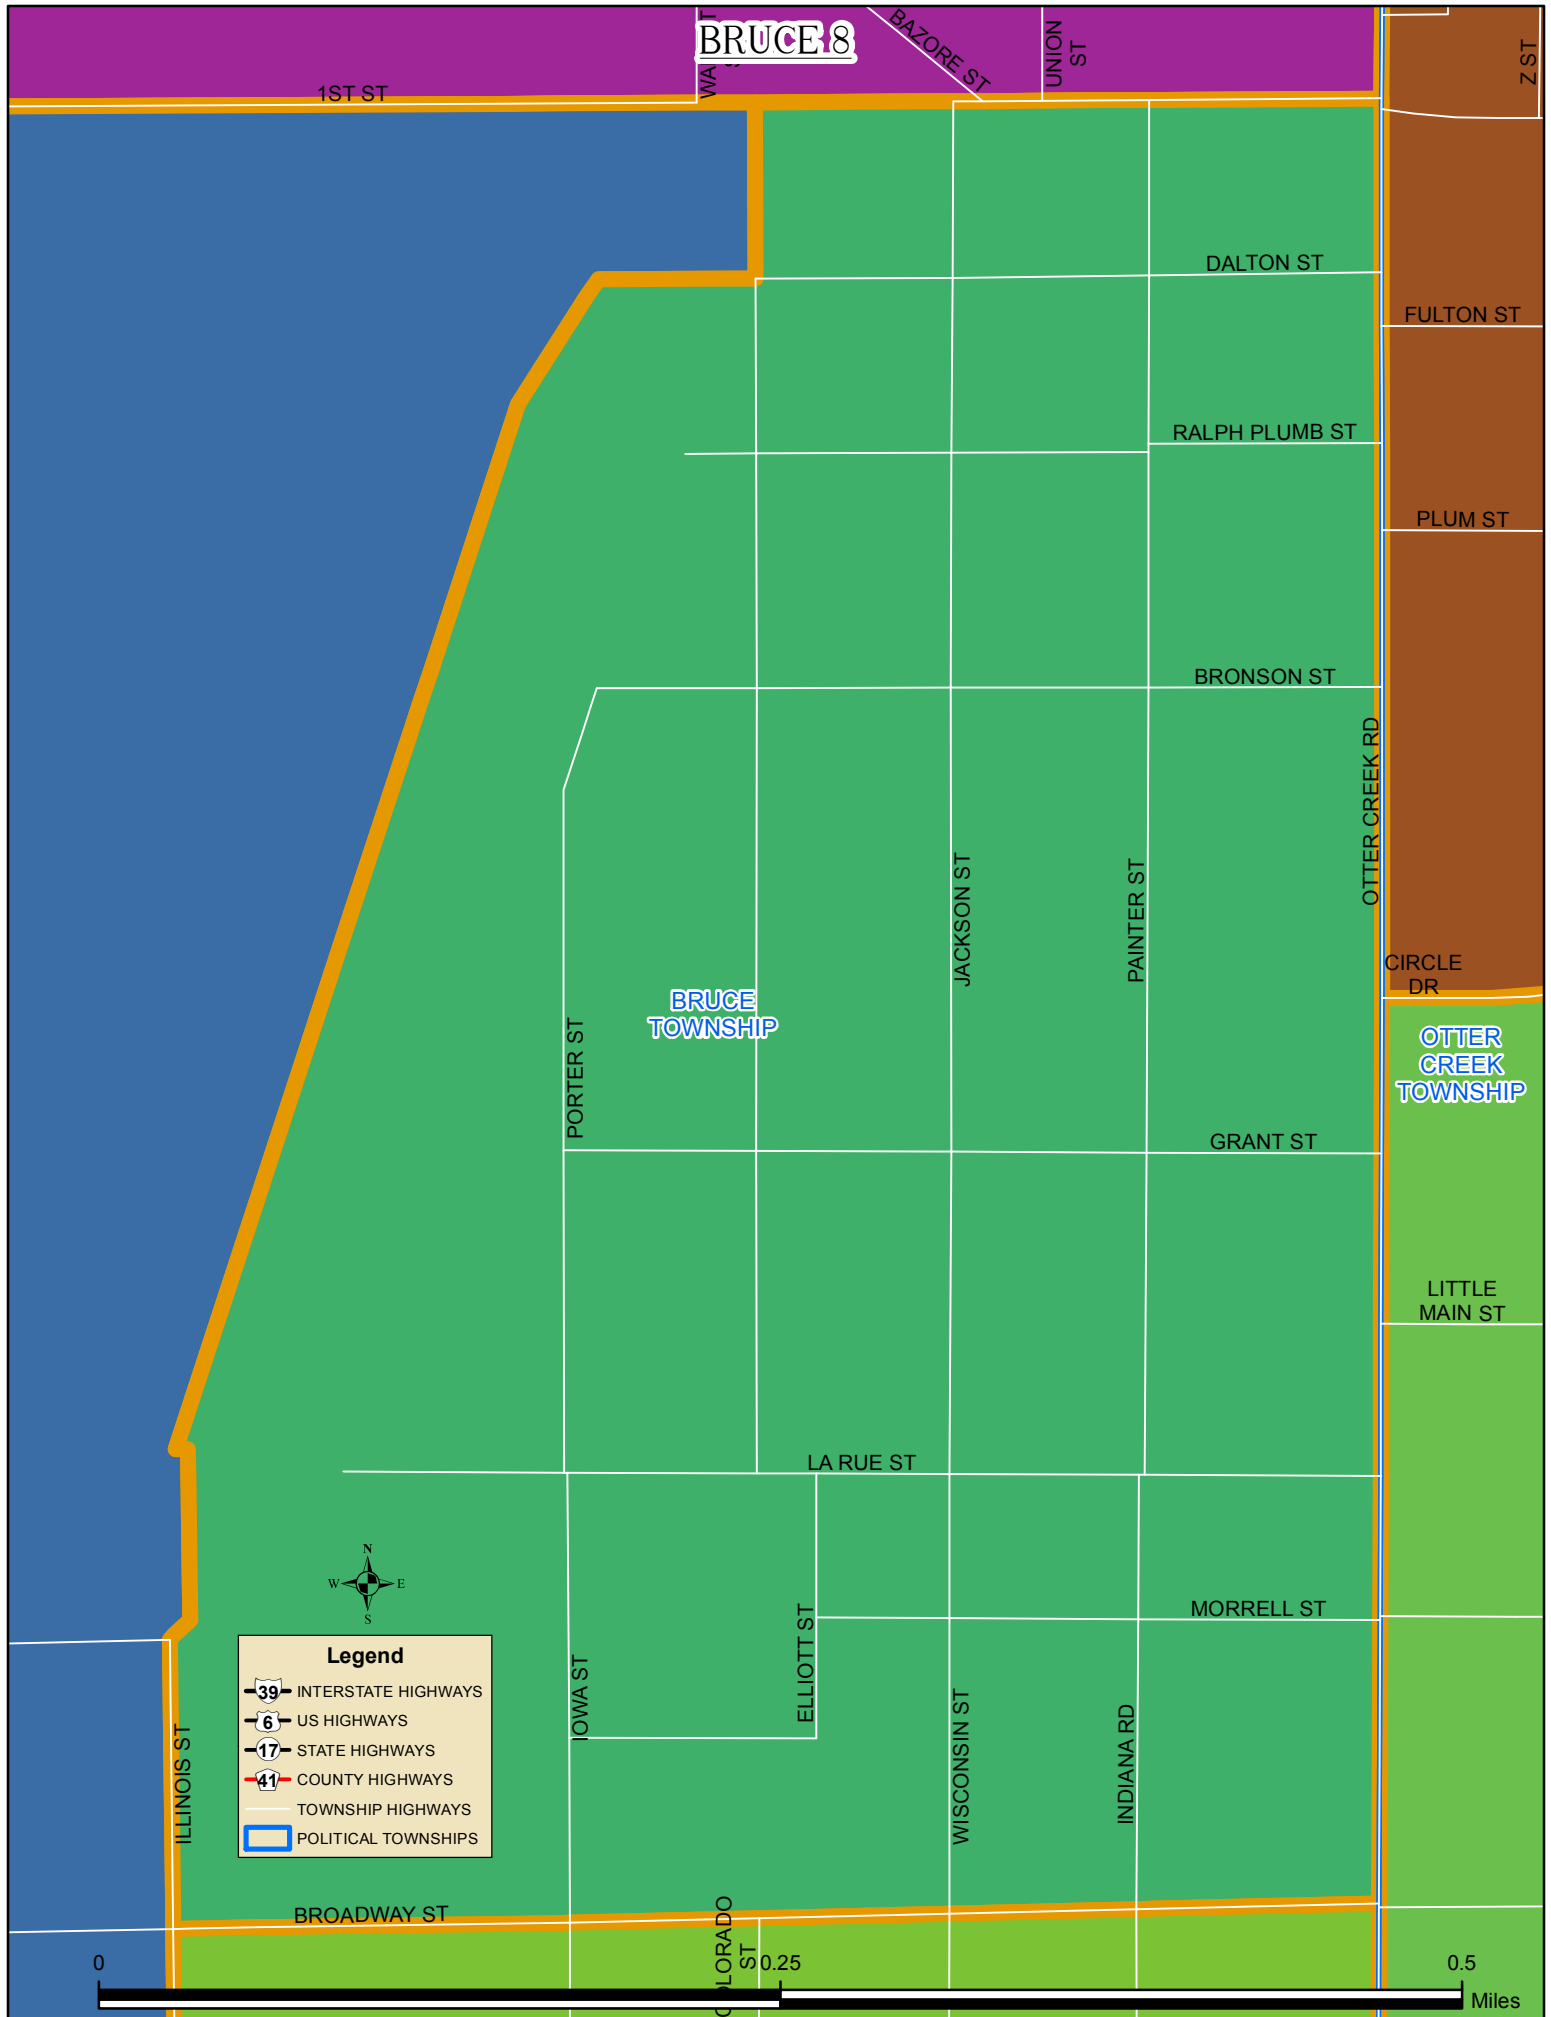 BRUCE 8
BAZORE ST
UNION
ST
Z ST
1ST ST
DALTON ST
FULTON ST
RALPH PLUMB ST
PLUM ST
BRONSON ST
OTTER CREEK RD
JACKSON ST
PAINTER ST
CIRCLE
DR
BRUCE
TOWNSHIP
PORTER ST
OTTER
CREEK
TOWNSHIP
GRANT ST
LITTLE
MAIN ST
LA RUE ST
N
W
E
S
MORRELL ST
ELLIOTT ST
IOWA ST
WISCONSIN ST
INDIANA RD
ILLINOIS ST
Legend
39 INTERSTATE HIGHWAYS
6 US HIGHWAYS
17 STATE HIGHWAYS
41 COUNTY HIGHWAYS
TOWNSHIP HIGHWAYS
POLITICAL TOWNSHIPS
BROADWAY ST
COLORADO
ST
0
0.25
0.5
Miles